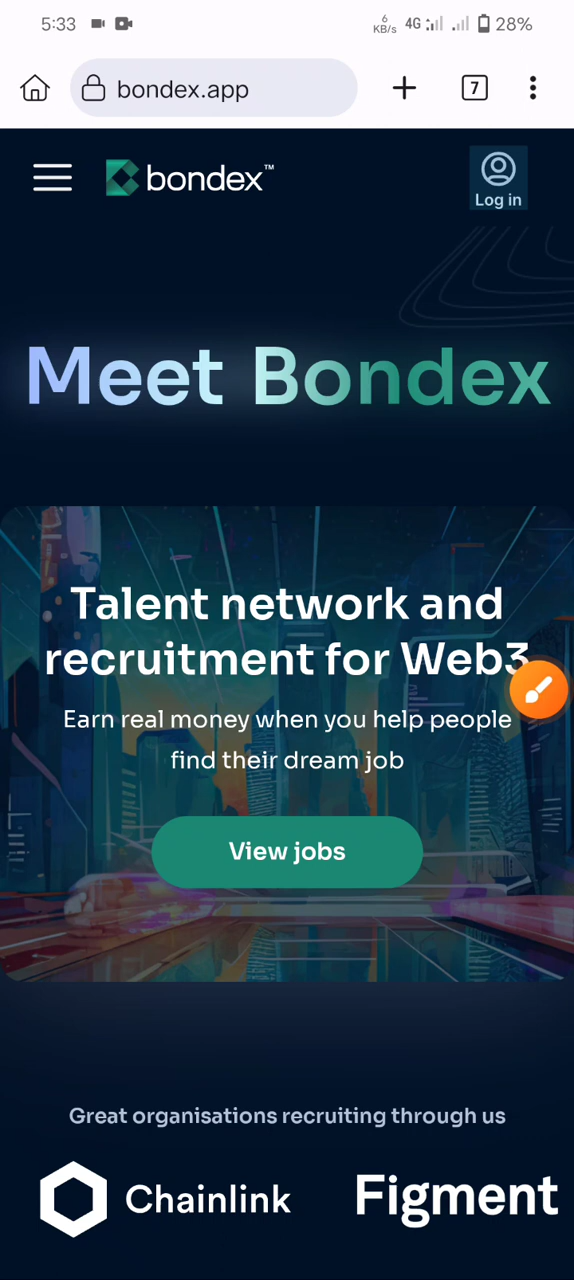 5:33
6
KB/s
4G
28%
bondex.app
7
bondex™
Log in
Meet Bondex
Talent network and
recruitment for Web3
Earn real money when you help people
find their dream job
View jobs
Great organisations recruiting through us
Chainlink
Figment